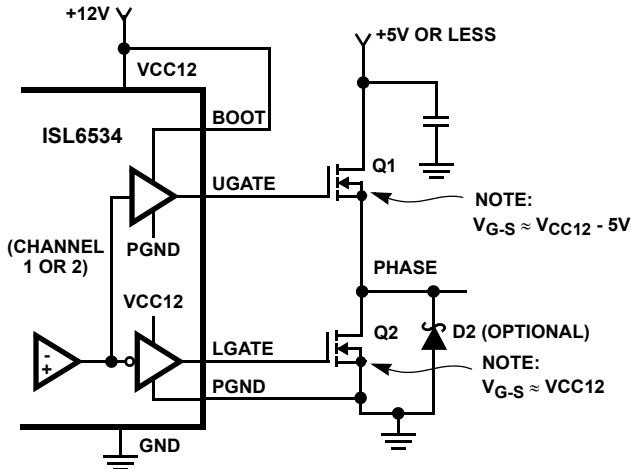 +12V
+5V OR LESS
VCC12
BOOT
ISL6534
Q1
UGATE
NOTE:
VG-S ≈ VCC12 - 5V
PGND
(CHANNEL
1 OR 2)
PHASE
VCC12
Q2
D2 (OPTIONAL)
-
+
LGATE
NOTE:
VG-S ≈ VCC12
PGND
GND